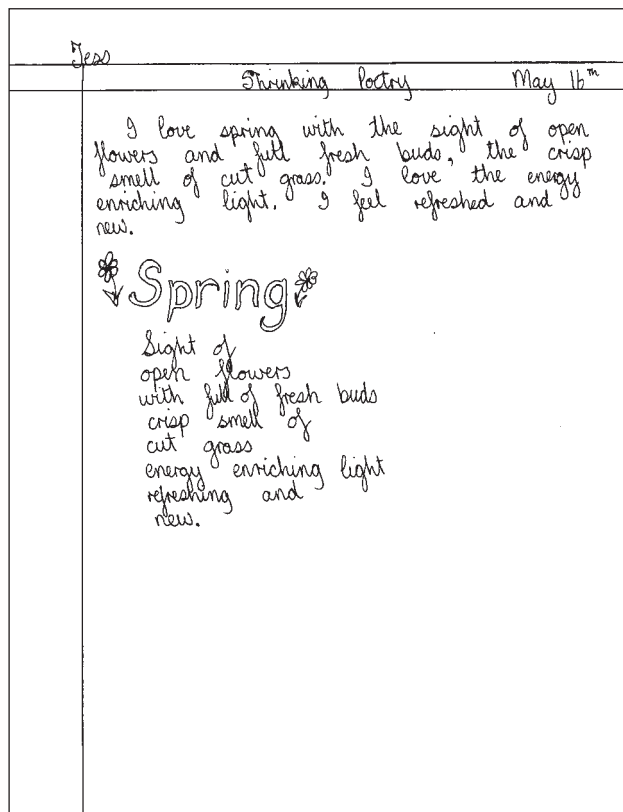 Tess
Shrinking Poetry May 16th
I love spring with the sight of open
flowers and full fresh buds, the crisp
smell of cut grass. I love the energy
enriching light. I feel refreshed and
new.
Spring
Sight of
open flowers
with full of fresh buds
crisp smell of
cut grass
energy enriching light
refreshing and
new.